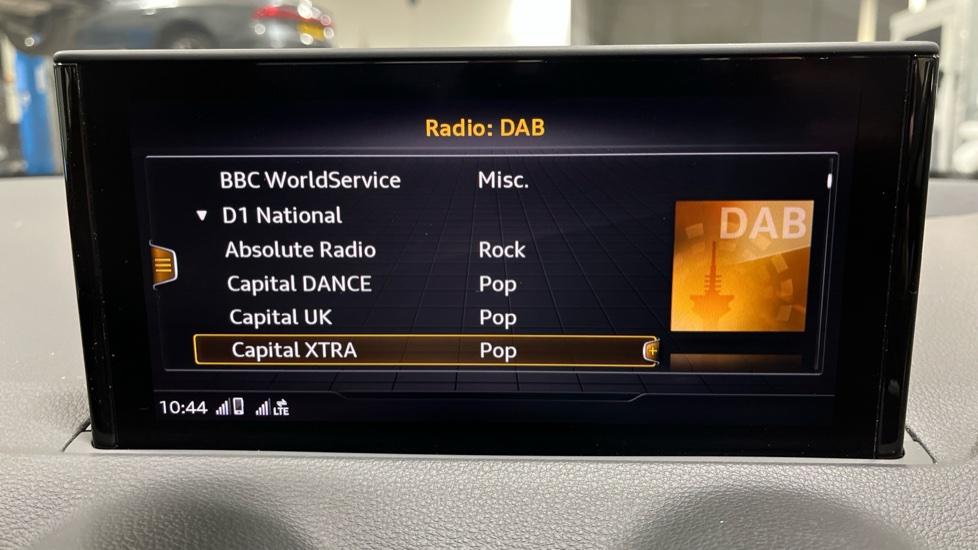 Radio: DAB
BBC WorldService Misc.
▼ D1 National
Absolute Radio Rock
Capital DANCE Pop
Capital UK Pop
Capital XTRA Pop
DAB
10:44 LTE